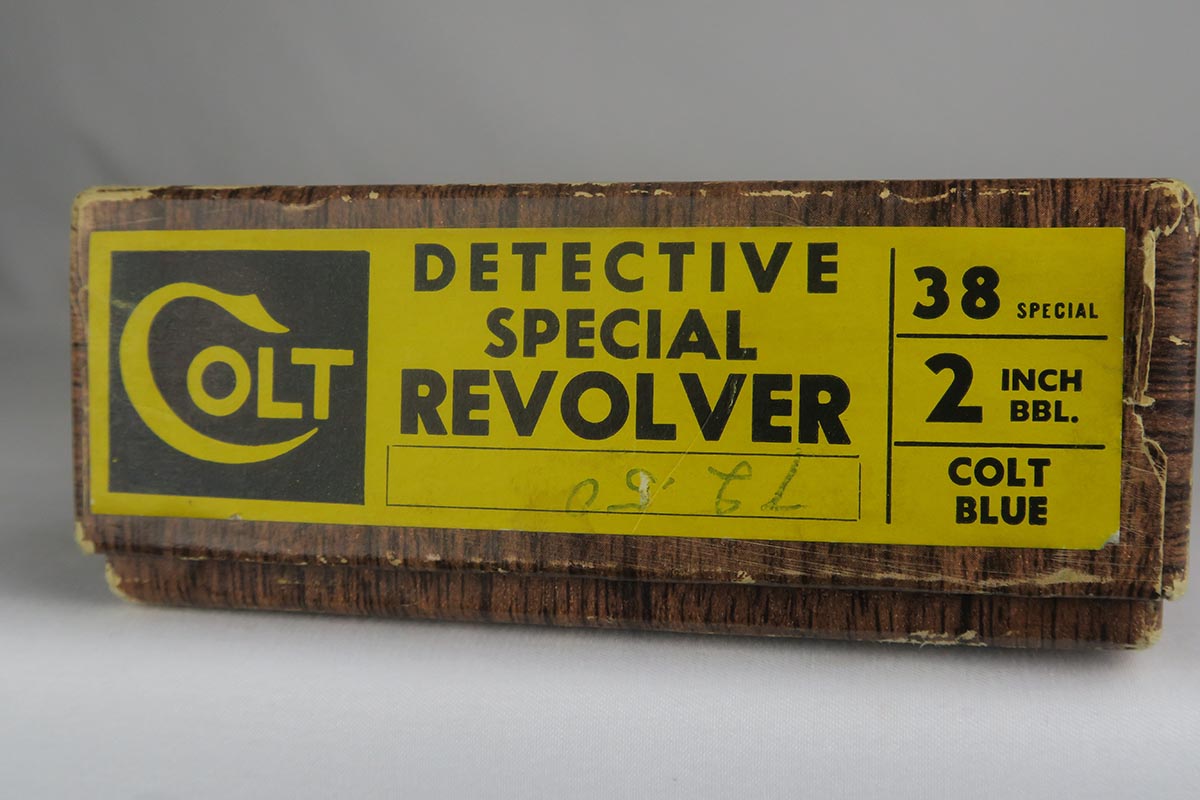 COLT
DETECTIVE
SPECIAL
REVOLVER
38 SPECIAL
2 INCH
BBL.
COLT
BLUE